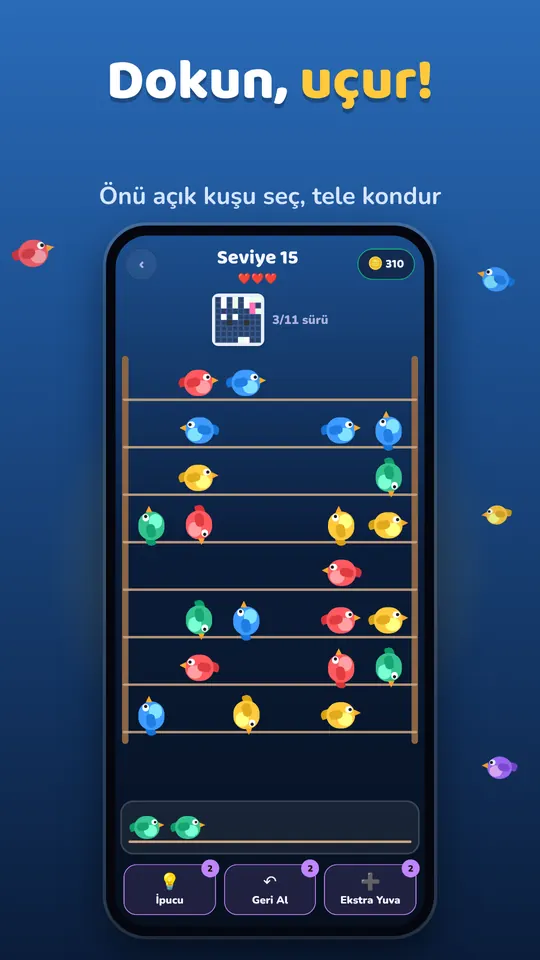 Dokun, uçur!
Önü açık kuşu seç, tele kondur
‹
Seviye 15
310
3/11 sürü
2
İpucu
2
Geri Al
2
Ekstra Yuva